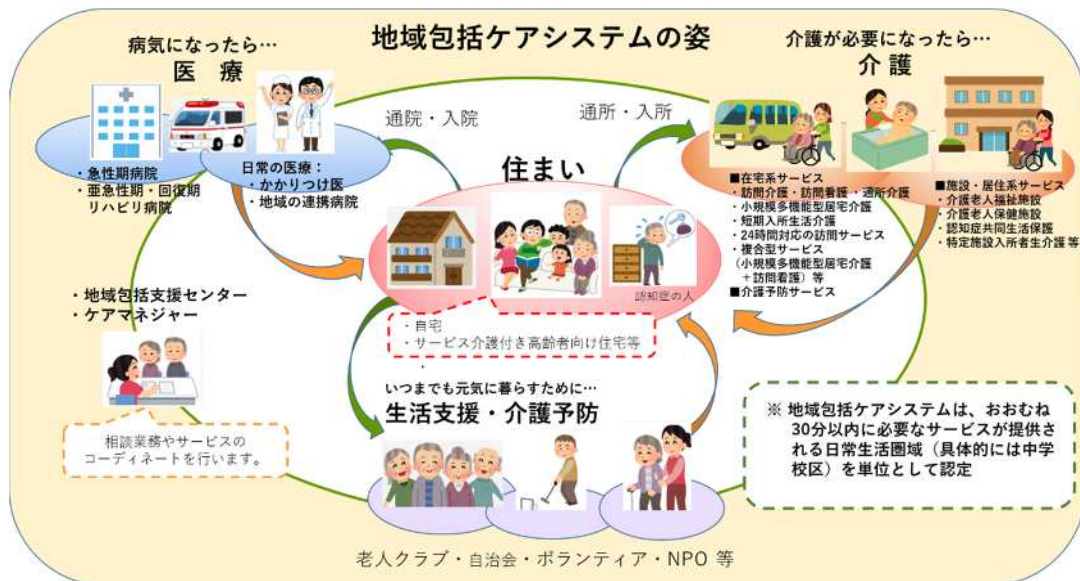 地域包括ケアシステムの姿
病気になったら…
医 療
・急性期病院
・亜急性期・回復期
リハビリ病院
日常の医療：
・かかりつけ医
・地域の連携病院
通院・入院
通所・入所
介護が必要になったら…
介 護
■在宅系サービス
・訪問介護・訪問看護・通所介護
・小規模多機能型居宅介護
・短期入所生活介護
・24時間対応の訪問サービス
・複合型サービス
（小規模多機能型居宅介護
＋訪問看護）等
■介護予防サービス
■施設・居住系サービス
・介護老人福祉施設
・介護老人保健施設
・認知症共同生活保護
・特定施設入所者生介護 等
住まい
認知症の人
・自宅
・サービス介護付き高齢者向け住宅等
・地域包括支援センター
・ケアマネジャー
相談業務やサービスの
コーディネートを行います。
いつまでも元気に暮らすために…
生活支援・介護予防
老人クラブ・自治会・ボランティア・NPO 等
※ 地域包括ケアシステムは、おおむね
30分以内に必要なサービスが提供
される日常生活圏域（具体的には中学
校区）を単位として認定